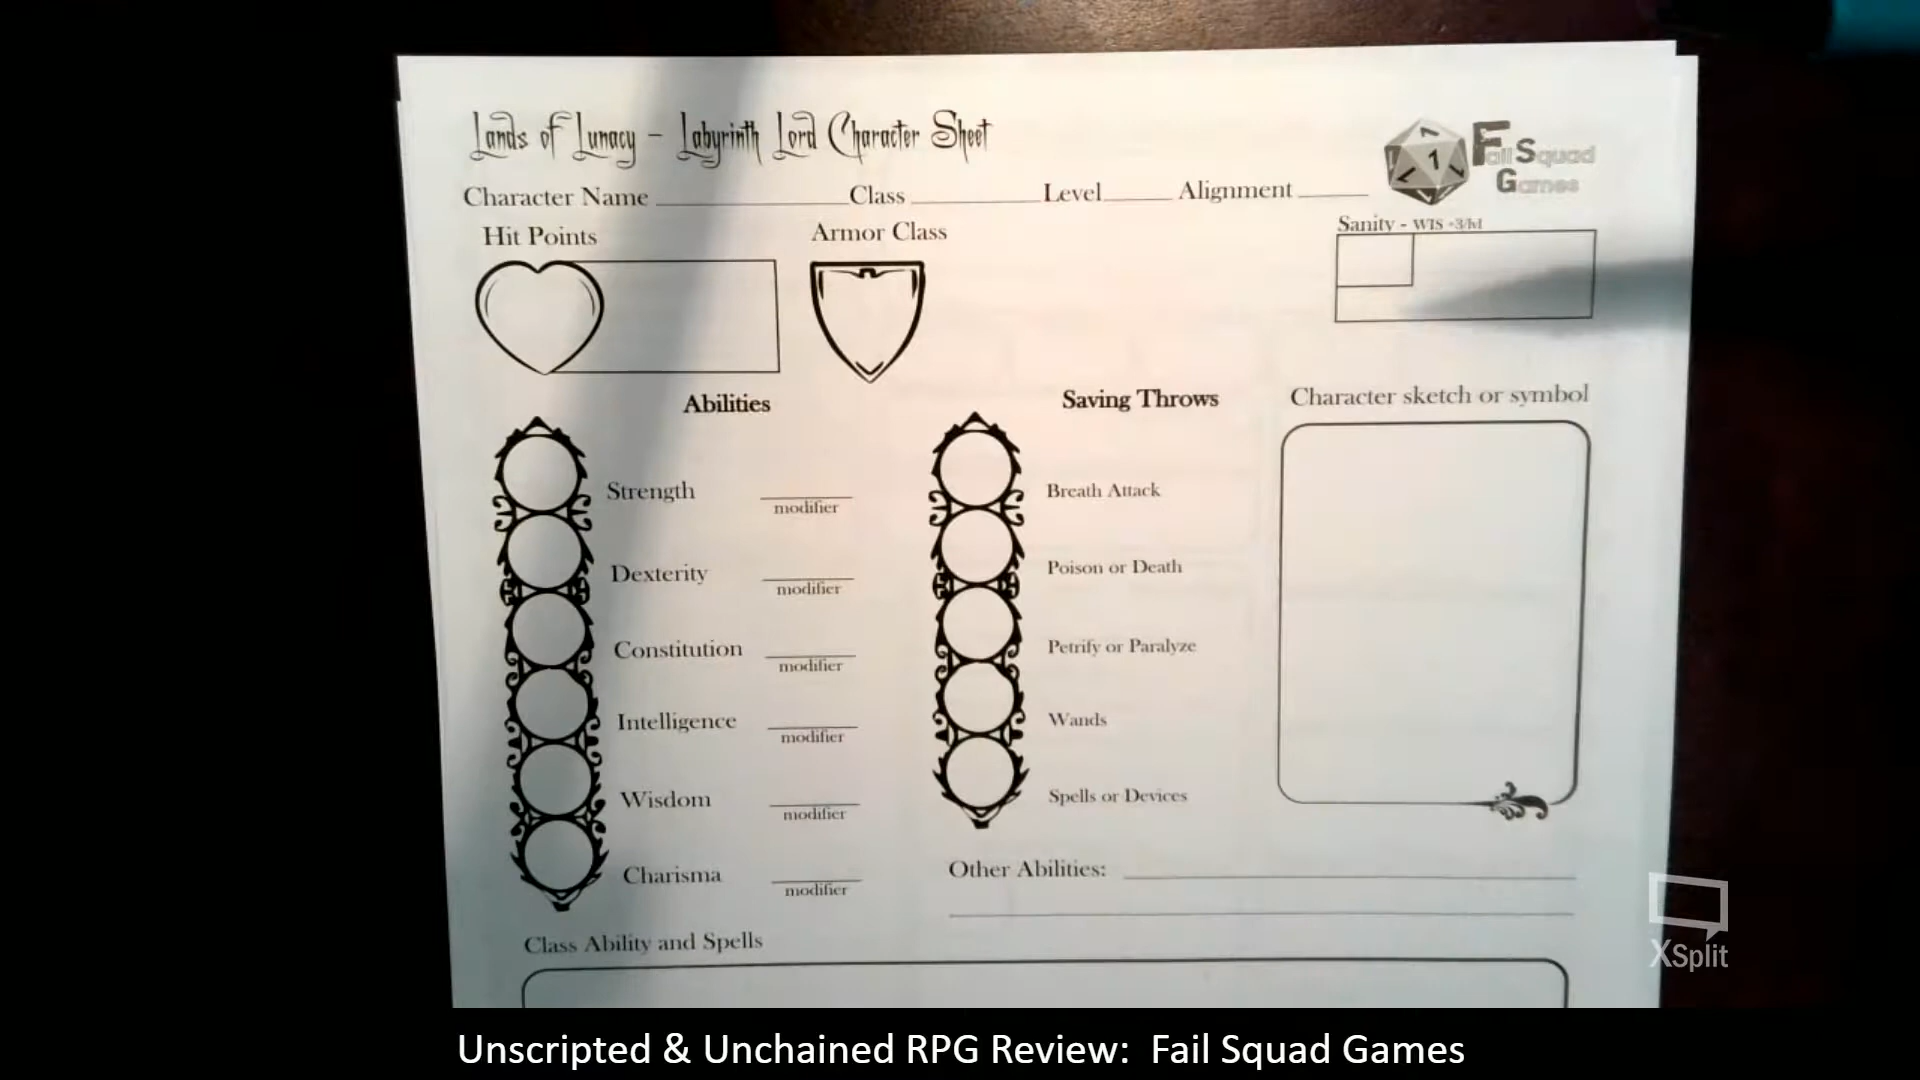 Lands of Lunacy - Labyrinth Lord Character Sheet
Fail Squad
Games
1
Character Name Class Level Alignment
Hit Points
Armor Class
Sanity - WIS +3/lvl
Abilities
Saving Throws
Character sketch or symbol
Strength
modifier
Dexterity
modifier
Constitution
modifier
Intelligence
modifier
Wisdom
modifier
Charisma
modifier
Breath Attack
Poison or Death
Petrify or Paralyze
Wands
Spells or Devices
Other Abilities:
Class Ability and Spells
XSplit
Unscripted & Unchained RPG Review: Fail Squad Games